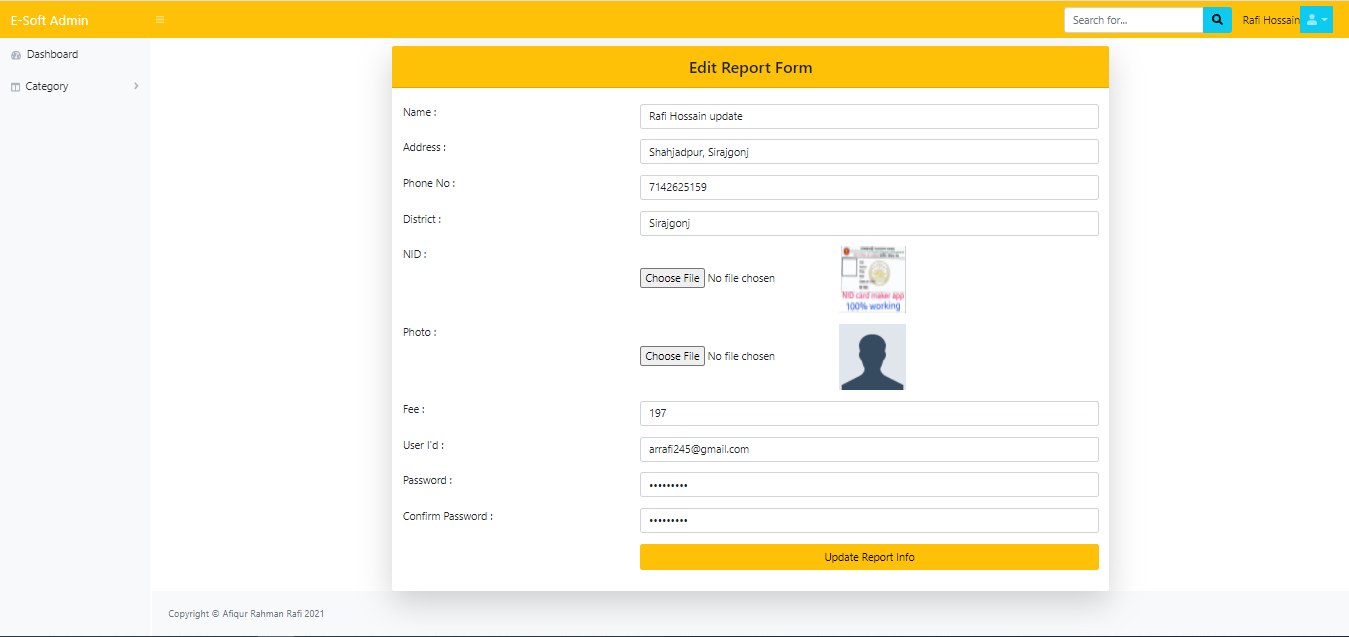 E-Soft Admin
Search for...
Rafi Hossain
Dashboard
Category
Edit Report Form
Name :
Rafi Hossain update
Address :
Shahjadpur, Sirajgonj
Phone No :
7142625159
District :
Sirajgonj
NID :
Choose File No file chosen
NID card maker app
100% working
Photo :
Choose File No file chosen
Fee :
197
User I'd :
arrafi245@gmail.com
Password :
•••••••••
Confirm Password :
•••••••••
Update Report Info
Copyright © Afiqur Rahman Rafi 2021